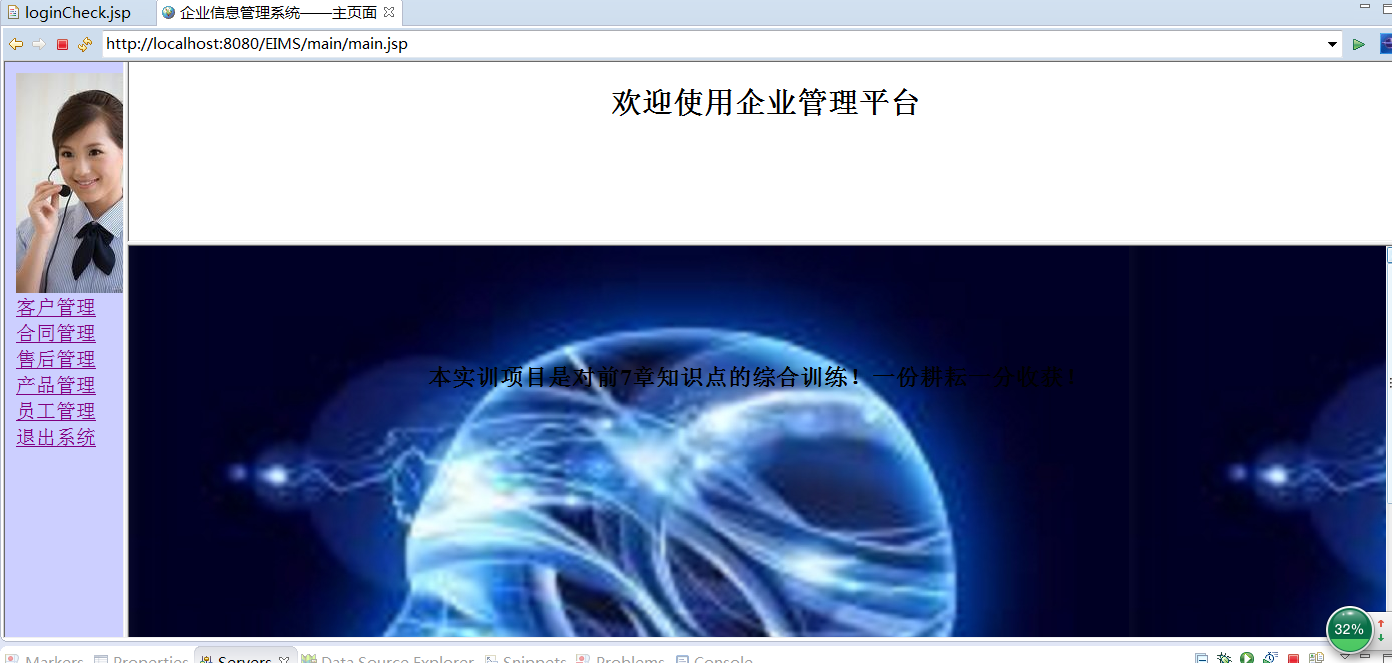 loginCheck.jsp 企业信息管理系统——主页面
http://localhost:8080/EIMS/main/main.jsp
欢迎使用企业管理平台
客户管理
合同管理
售后管理
产品管理
员工管理
退出系统
本实训项目是对前7章知识点的综合训练！一份耕耘一分收获！
32%
Markers Properties Servers Data Source Explorer Snippets Problems Console